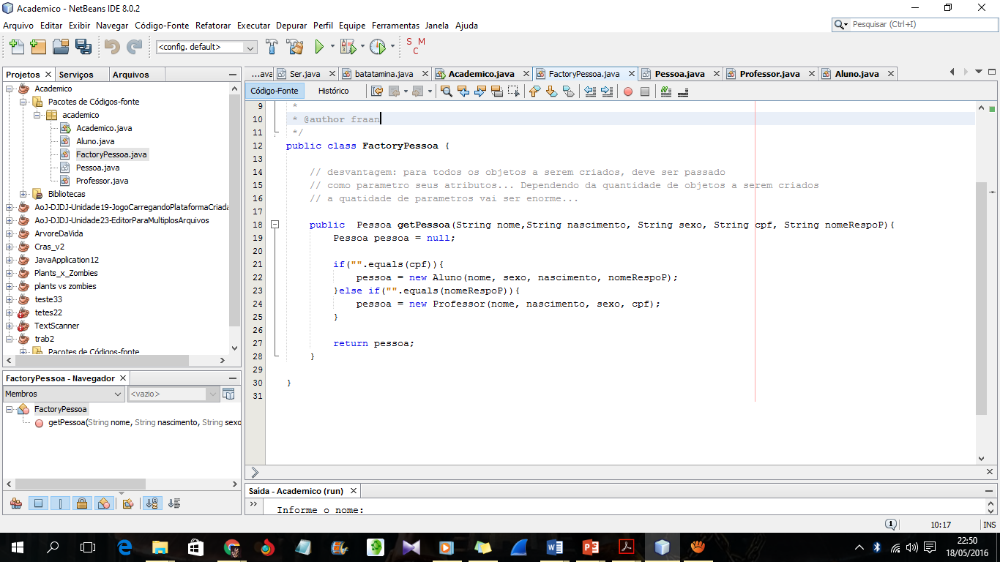 Academico - NetBeans IDE 8.0.2
Arquivo Editar Exibir Navegar Código-Fonte Refatorar Executar Depurar Perfil Equipe Ferramentas Janela Ajuda
Pesquisar (Ctrl+I)
<config. default>
S M
C
Projetos Serviços Arquivos
...ava Ser.java batatamina.java Academico.java FactoryPessoa.java Pessoa.java Professor.java Aluno.java
Código-Fonte Histórico
Academico
Pacotes de Códigos-fonte
academico
Academico.java
Aluno.java
FactoryPessoa.java
Pessoa.java
Professor.java
Bibliotecas
AoJ-DJDJ-Unidade19-JogoCarregandoPlataformaCriada
AoJ-DJDJ-Unidade23-EditorParaMultiplosArquivos
ArvoreDaVida
Cras_v2
JavaApplication12
Plants_x_Zombies
plants vs zombies
teste33
tetes22
TextScanner
trab2
Pacotes de Códigos-fonte
9 *
10 * @author fraan
11 */
12 public class FactoryPessoa {
13
14 // desvantagem: para todos os objetos a serem criados, deve ser passado
15 // como parametro seus atributos... Dependendo da quantidade de objetos a serem criados
16 // a quatidade de parametros vai ser enorme...
17
18 public  Pessoa getPessoa(String nome,String nascimento, String sexo, String cpf, String nomeRespoP){
19 Pessoa pessoa = null;
20
21 if("".equals(cpf)){
22 pessoa = new Aluno(nome, sexo, nascimento, nomeRespoP);
23 }else if("".equals(nomeRespoP)){
24 pessoa = new Professor(nome, nascimento, sexo, cpf);
25 }
26
27 return pessoa;
28 }
29
30 }
31
FactoryPessoa - Navegador
Membros <vazio>
FactoryPessoa
getPessoa(String nome, String nascimento, String sexo
Saída - Academico (run)
Informe o nome:
1 10:17 INS
22:50
18/05/2016